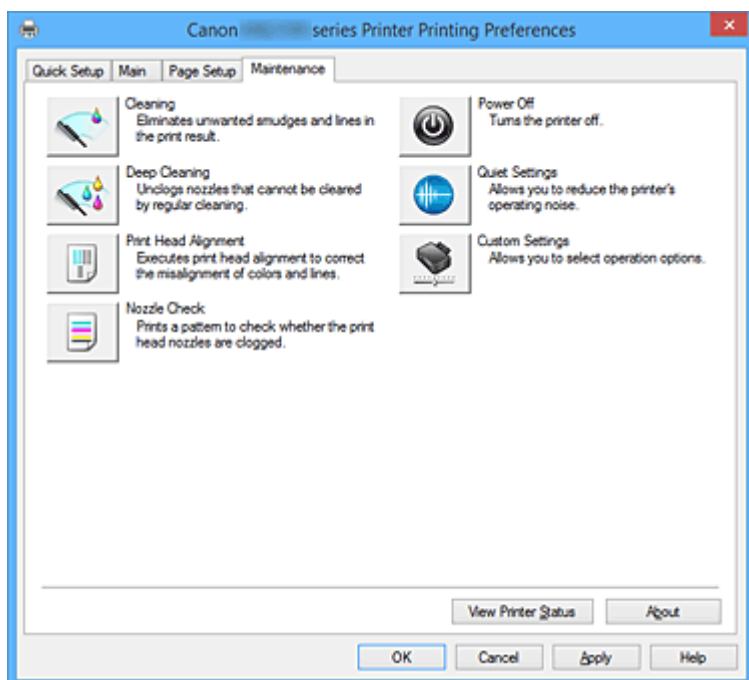 Canon series Printer Printing Preferences
Quick Setup Main Page Setup Maintenance
Cleaning
Eliminates unwanted smudges and lines in
the print result.
Deep Cleaning
Unclogs nozzles that cannot be cleared
by regular cleaning.
Print Head Alignment
Executes print head alignment to correct
the misalignment of colors and lines.
Nozzle Check
Prints a pattern to check whether the print
head nozzles are clogged.
Power Off
Turns the printer off.
Quiet Settings
Allows you to reduce the printer's
operating noise.
Custom Settings
Allows you to select operation options.
View Printer Status About
OK Cancel Apply Help